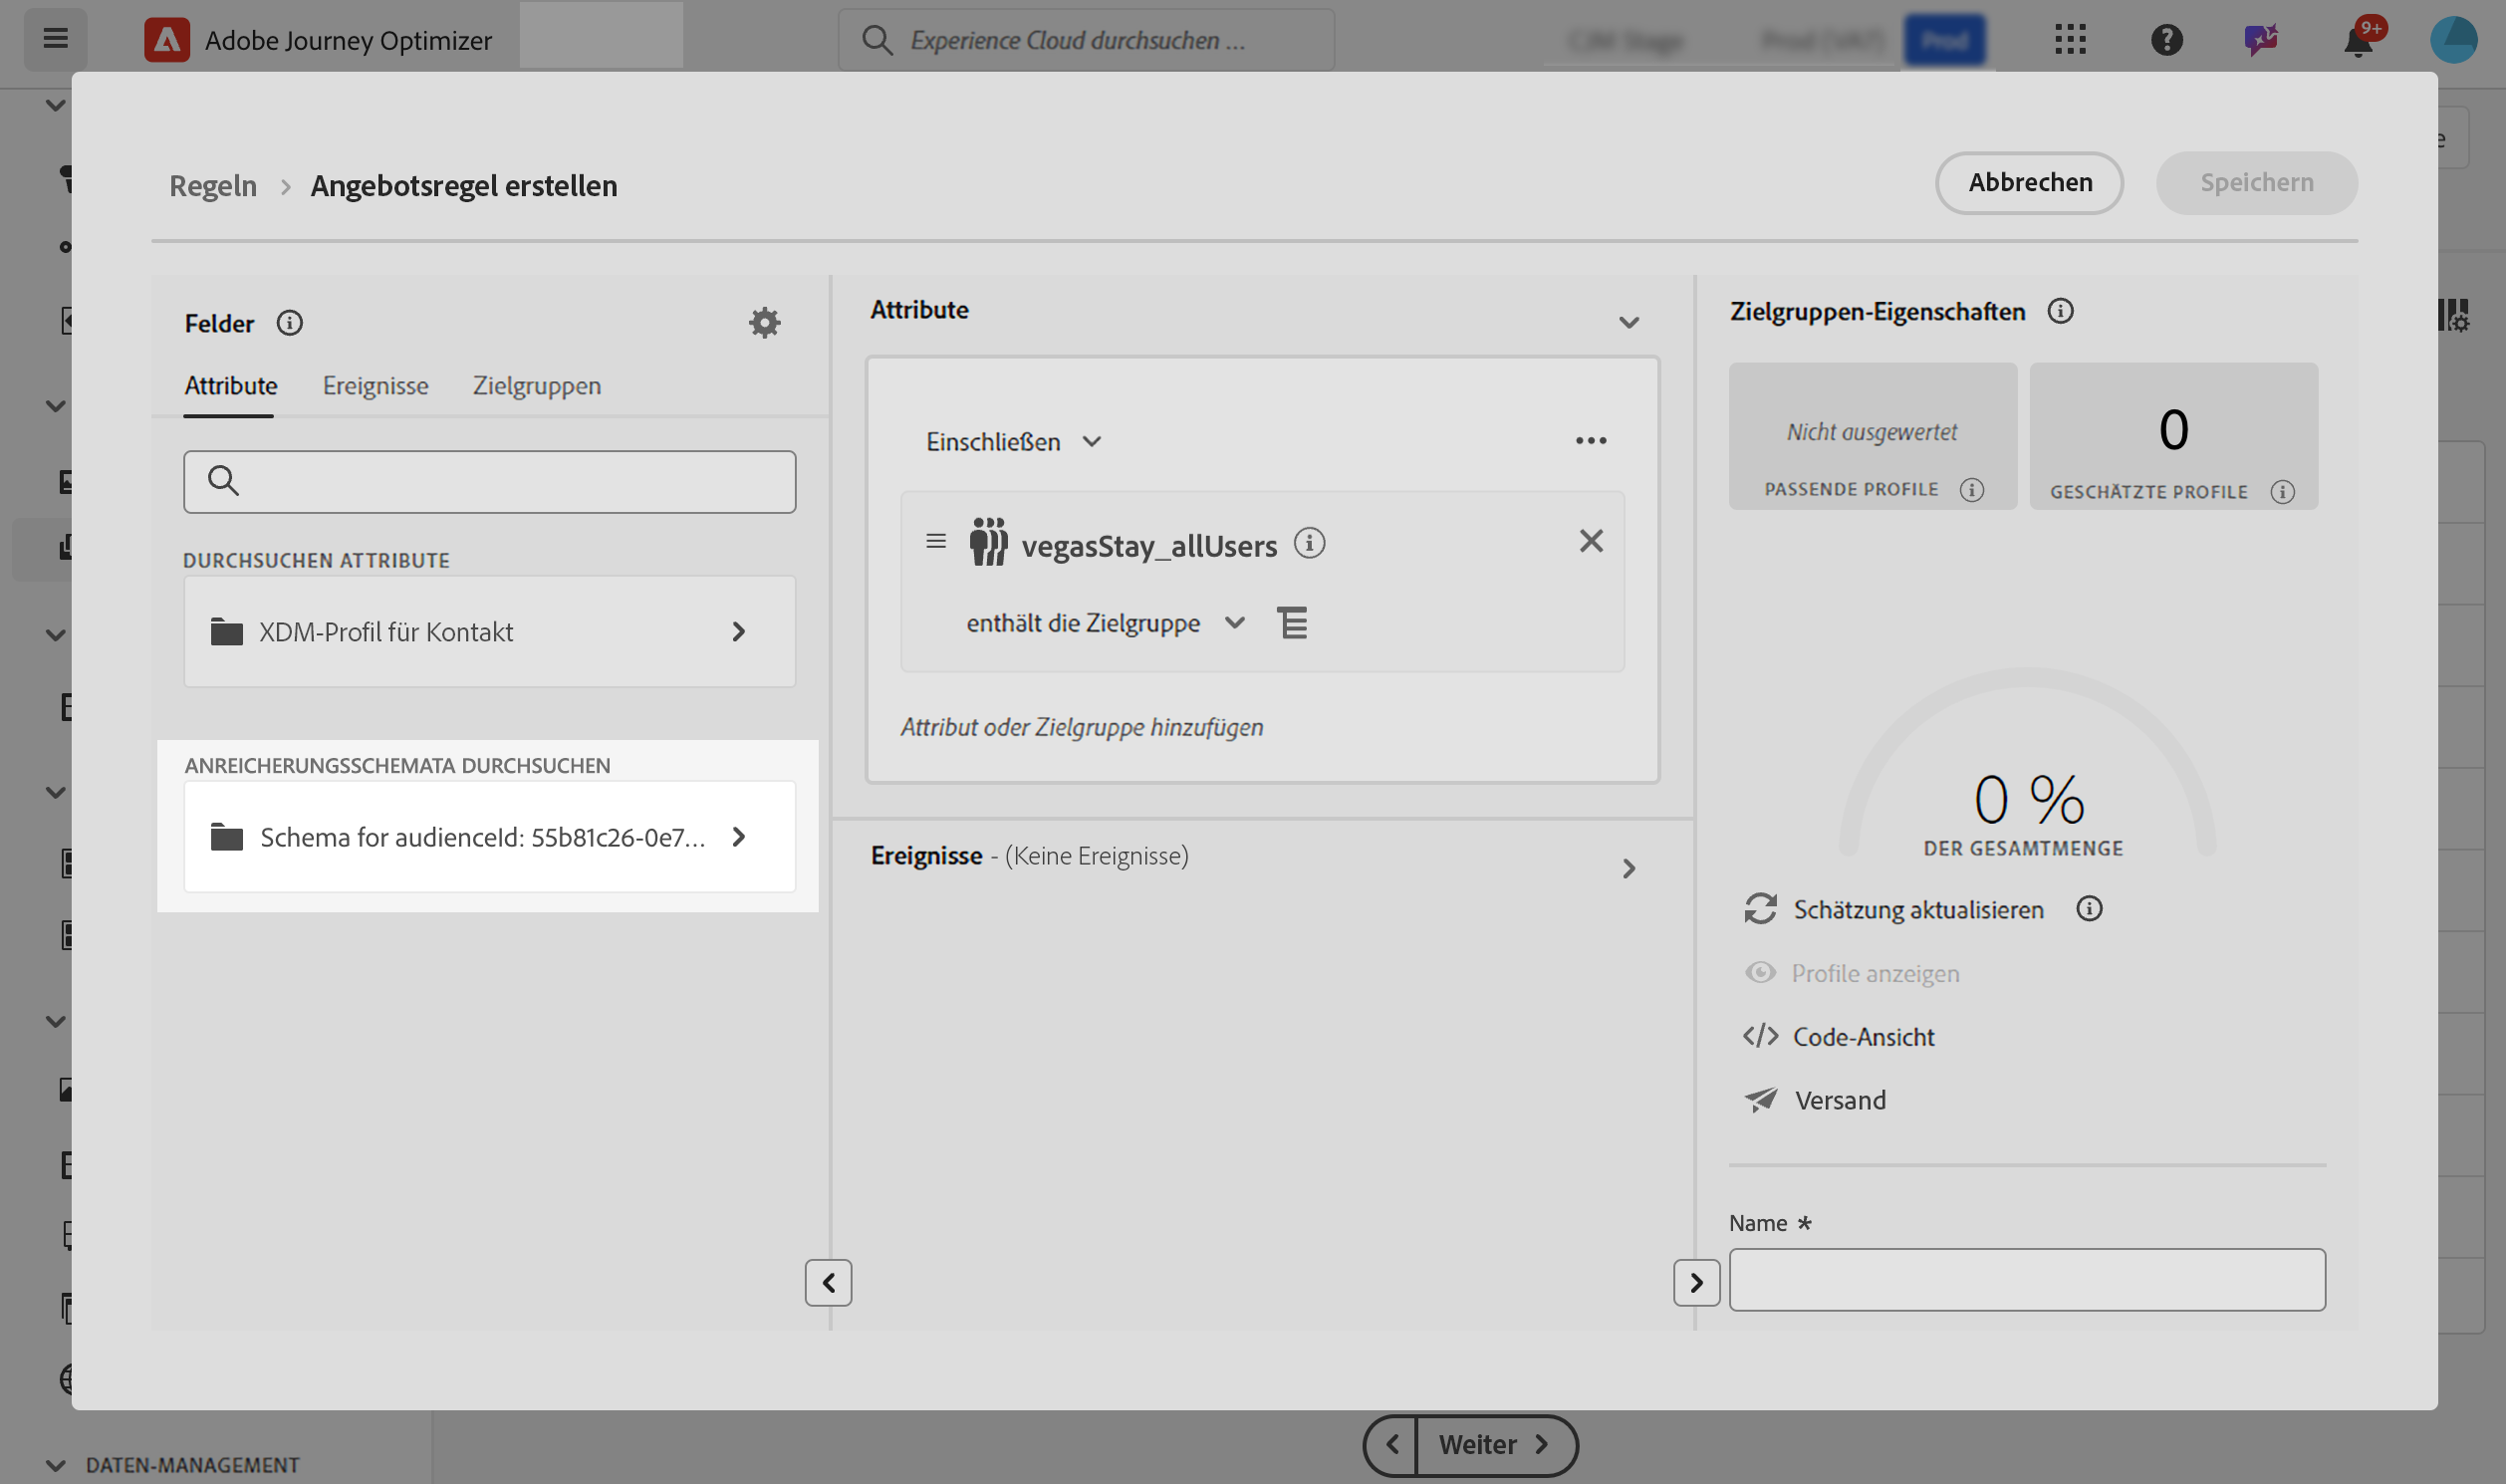 Adobe Journey Optimizer
Experience Cloud durchsuchen ...
Prod
9+
Regeln > Angebotsregel erstellen
Abbrechen
Speichern
Felder
Attribute
Ereignisse
Zielgruppen
DURCHSUCHEN ATTRIBUTE
XDM-Profil für Kontakt
ANREICHERUNGSSCHEMATA DURCHSUCHEN
Schema for audienceId: 55b81c26-0e7...
Attribute
Einschließen
vegasStay_allUsers
enthält die Zielgruppe
Attribut oder Zielgruppe hinzufügen
Ereignisse - (Keine Ereignisse)
Zielgruppen-Eigenschaften
Nicht ausgewertet
PASSENDE PROFILE
0
GESCHÄTZTE PROFILE
0 %
DER GESAMTMENGE
Schätzung aktualisieren
Profile anzeigen
Code-Ansicht
Versand
Name *
Weiter
DATEN-MANAGEMENT